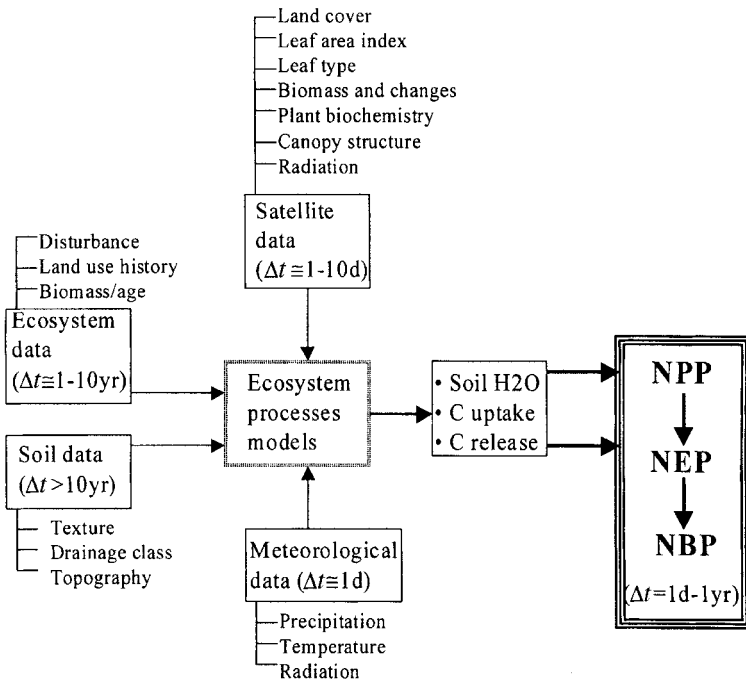 Land cover
Leaf area index
Leaf type
Biomass and changes
Plant biochemistry
Canopy structure
Radiation
Satellite
data
(Δt≅1-10d)
Disturbance
Land use history
Biomass/age
Ecosystem
data
(Δt≅1-10yr)
Soil data
(Δt>10yr)
Texture
Drainage class
Topography
Ecosystem
processes
models
Meteorological
data (Δt≅1d)
Precipitation
Temperature
Radiation
• Soil H2O
• C uptake
• C release
NPP
NEP
NBP
(Δt=1d-1yr)